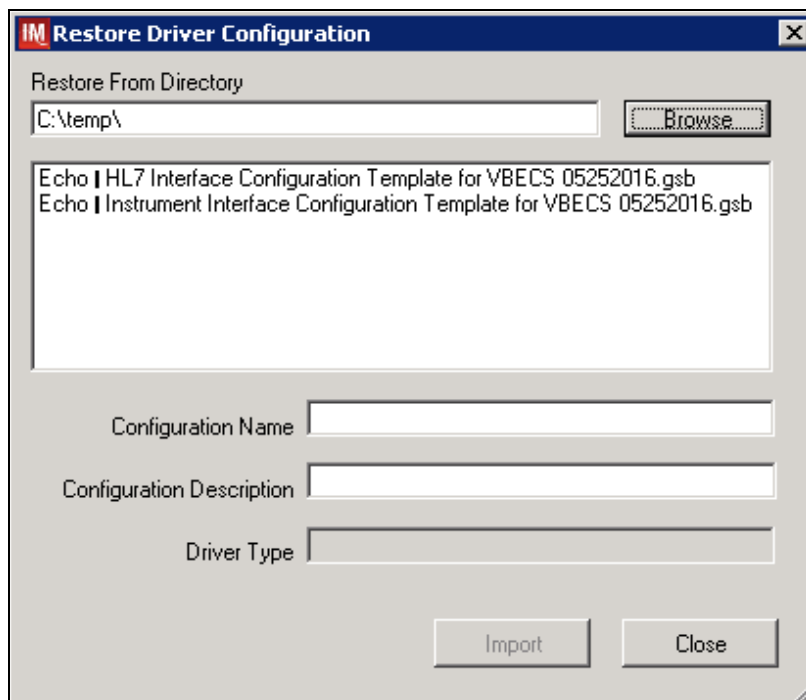 IM Restore Driver Configuration
Restore From Directory
C:\temp\
Browse
Echo | HL7 Interface Configuration Template for VBECS 05252016.gsb
Echo | Instrument Interface Configuration Template for VBECS 05252016.gsb
Configuration Name
Configuration Description
Driver Type
Import
Close